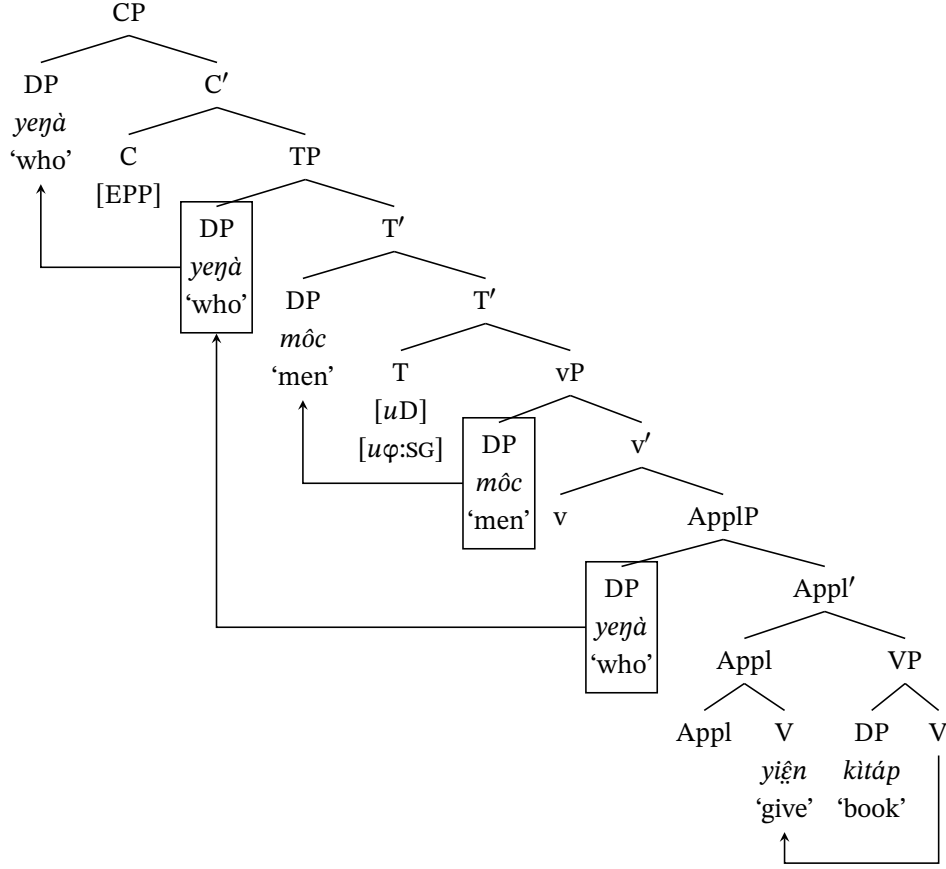 CP
DP C′
yeŋà
‘who’ C TP
[EPP]
DP T′
yeŋà
‘who’ DP T′
môc
‘men’ T vP
[uD]
[uφ:SG] DP v′
môc
‘men’ v ApplP
DP Appl′
yeŋà
‘who’ Appl VP
Appl V DP V
yi̤ɛ̤̂n kìtáp
‘give’ ‘book’